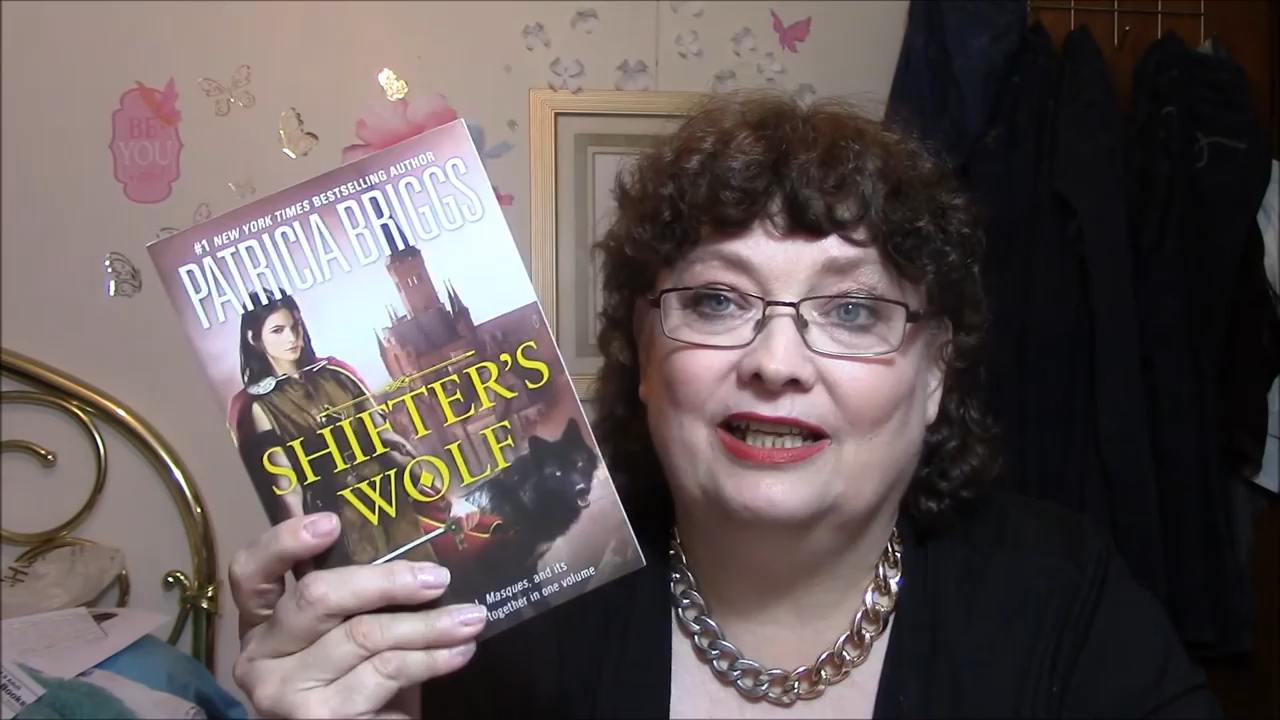 BE
YOU
#1 NEW YORK TIMES BESTSELLING AUTHOR
PATRICIA BRIGGS
SHIFTER'S
WOLF
Masques, and its
together in one volume